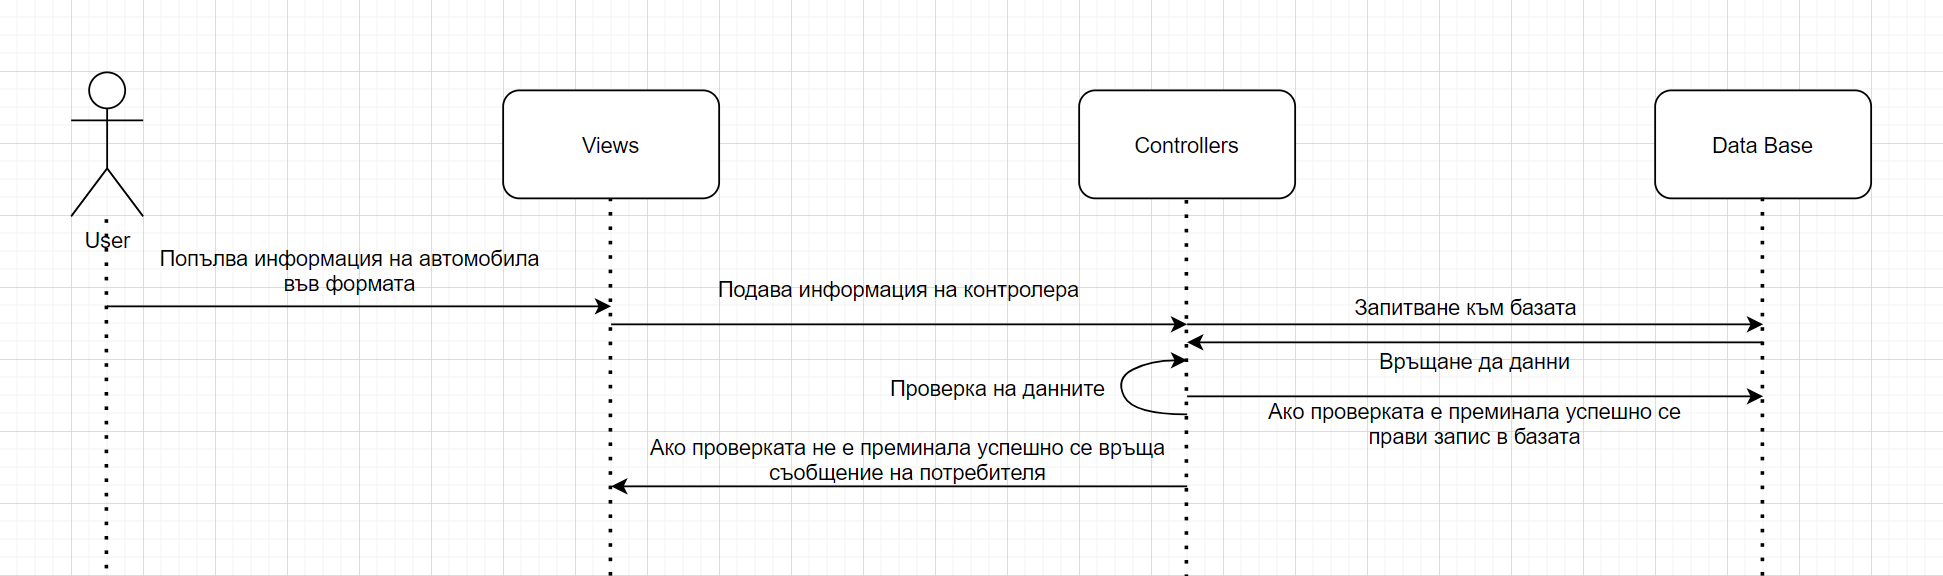 Views
Controllers
Data Base
User
Попълва информация на автомобила
във формата
Подава информация на контролера
Запитване към базата
Връщане да данни
Проверка на данните
Ако проверката е преминала успешно се
прави запис в базата
Ако проверката не е преминала успешно се връща
съобщение на потребителя